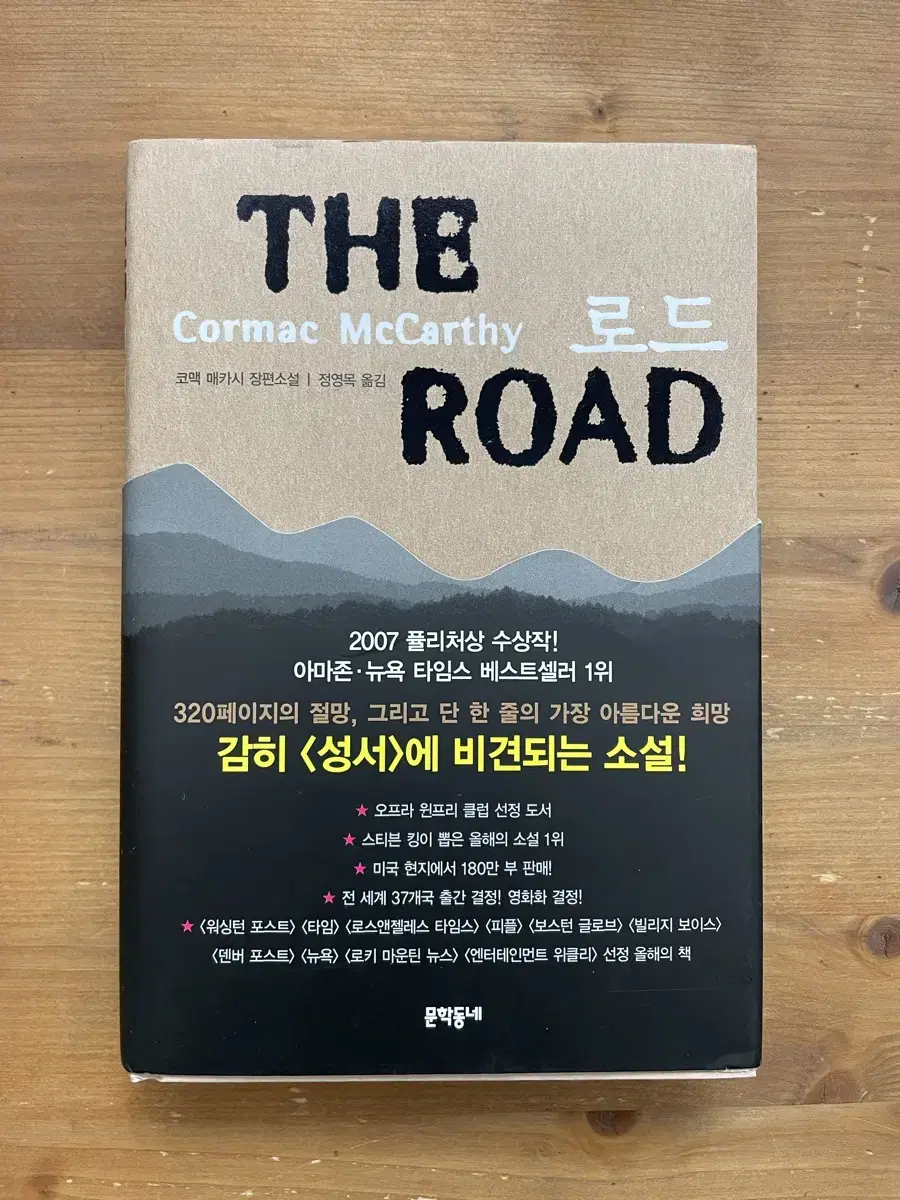 THE
Cormac McCarthy 로드
코맥 매카시 장편소설 | 정영목 옮김
ROAD
2007 퓰리처상 수상작!
아마존·뉴욕 타임스 베스트셀러 1위
320페이지의 절망, 그리고 단 한 줄의 가장 아름다운 희망
감히 〈성서〉에 비견되는 소설!
★ 오프라 윈프리 클럽 선정 도서
★ 스티븐 킹이 뽑은 올해의 소설 1위
★ 미국 현지에서 180만 부 판매!
★ 전 세계 37개국 출간 결정! 영화화 결정!
★ 〈워싱턴 포스트〉 〈타임〉 〈로스앤젤레스 타임스〉 〈피플〉 〈보스턴 글로브〉 〈빌리지 보이스〉
〈덴버 포스트〉 〈뉴욕〉 〈로키 마운틴 뉴스〉 〈엔터테인먼트 위클리〉 선정 올해의 책
문학동네